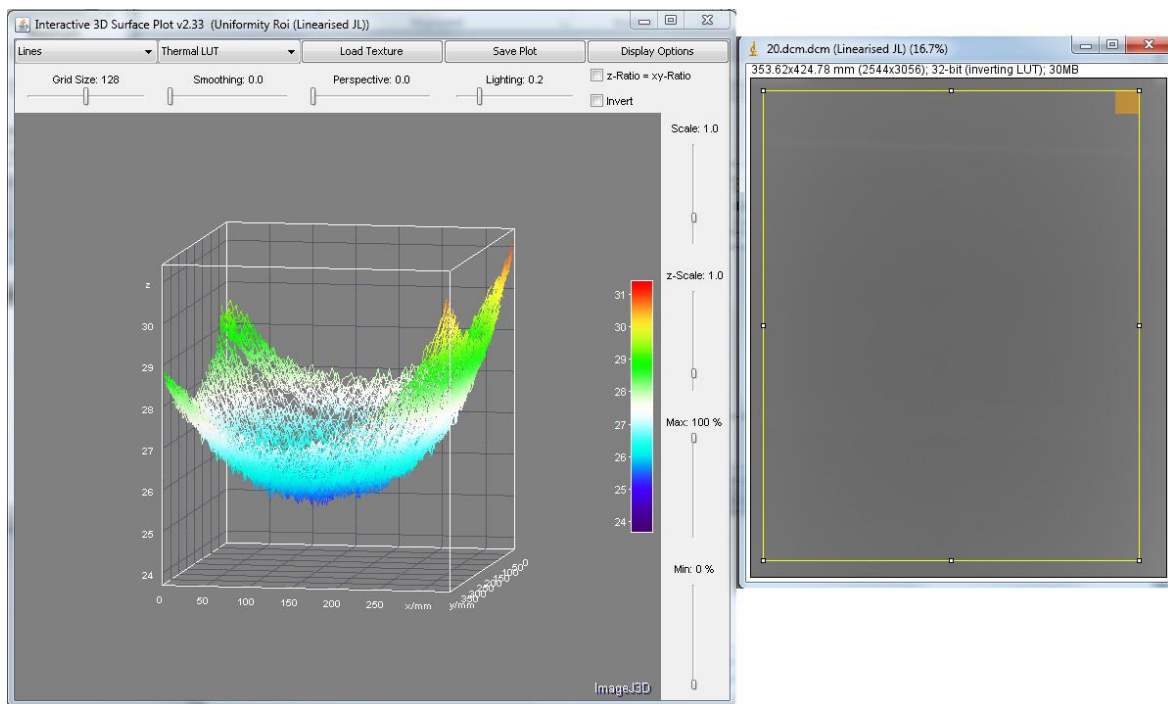 Interactive 3D Surface Plot v2.33 (Uniformity Roi (Linearised JL))
Lines Thermal LUT Load Texture Save Plot Display Options
Grid Size: 128 Smoothing: 0.0 Perspective: 0.0 Lighting: 0.2 z-Ratio = xy-Ratio
Invert
Scale: 1.0
z-Scale: 1.0
Max: 100 %
Min: 0 %
z
30
29
28
27
26
25
24
0 50 100 150 200 250 x/mm y/mm
31
30
29
28
27
26
25
24
ImageJ3D
20.dcm.dcm (Linearised JL) (16.7%)
353.62x424.78 mm (2544x3056); 32-bit (inverting LUT); 30MB